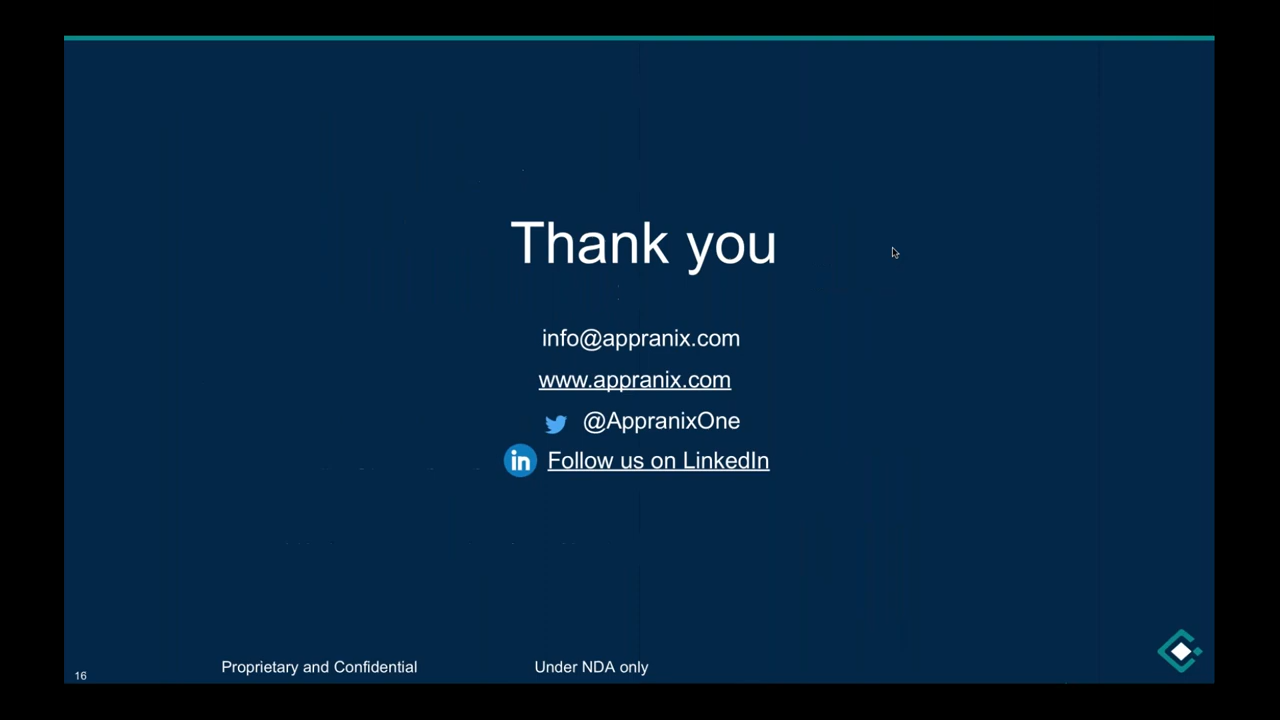 Thank you
info@appranix.com
www.appranix.com
@AppranixOne
in Follow us on LinkedIn
16 Proprietary and Confidential Under NDA only